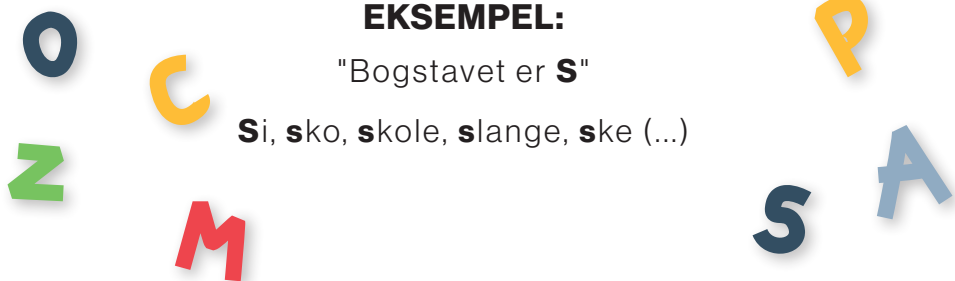 EKSEMPEL:
"Bogstavet er S"
Si, sko, skole, slange, ske (...)
O
C
Z
M
P
A
S